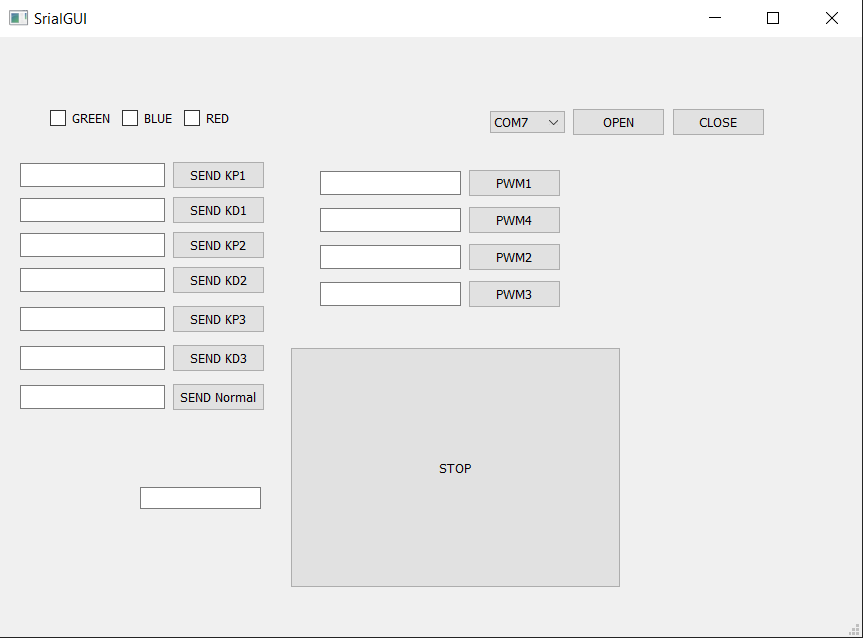 SrialGUI
GREEN BLUE RED
COM7 OPEN CLOSE
SEND KP1
SEND KD1
SEND KP2
SEND KD2
SEND KP3
SEND KD3
SEND Normal
PWM1
PWM4
PWM2
PWM3
STOP